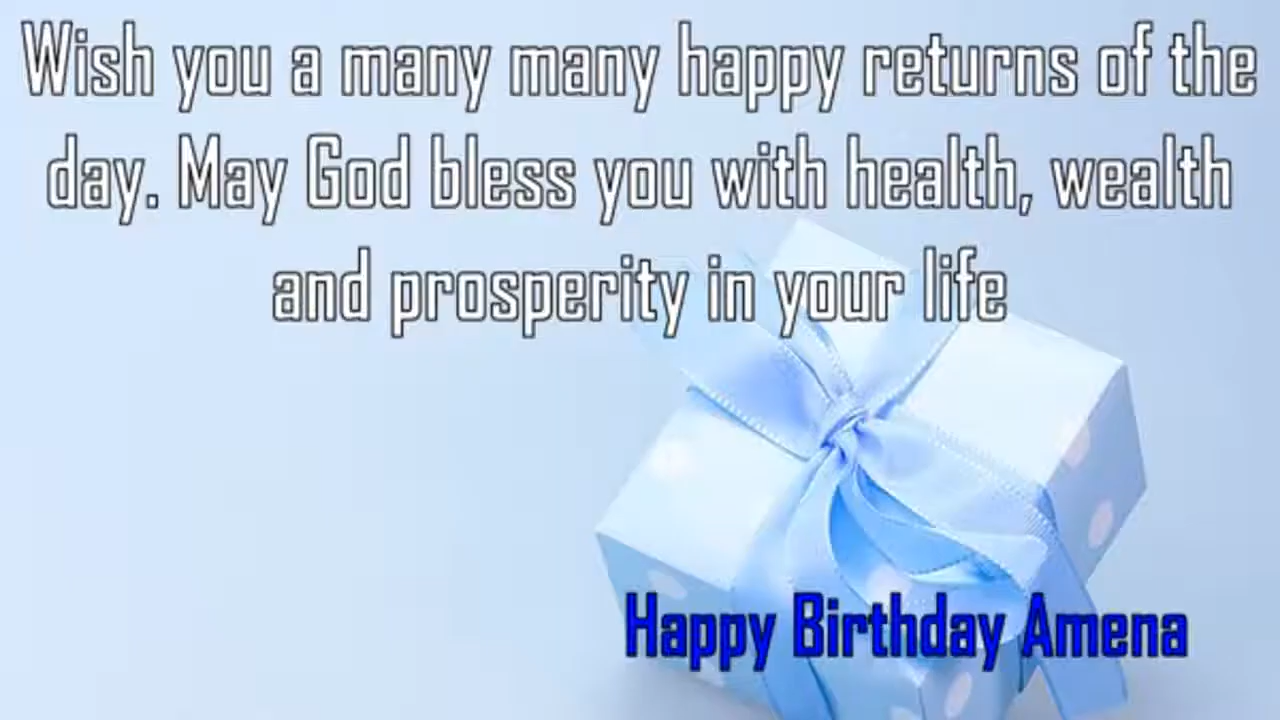 Wish you a many many happy returns of the
day. May God bless you with health, wealth
and prosperity in your life
Happy Birthday Amena